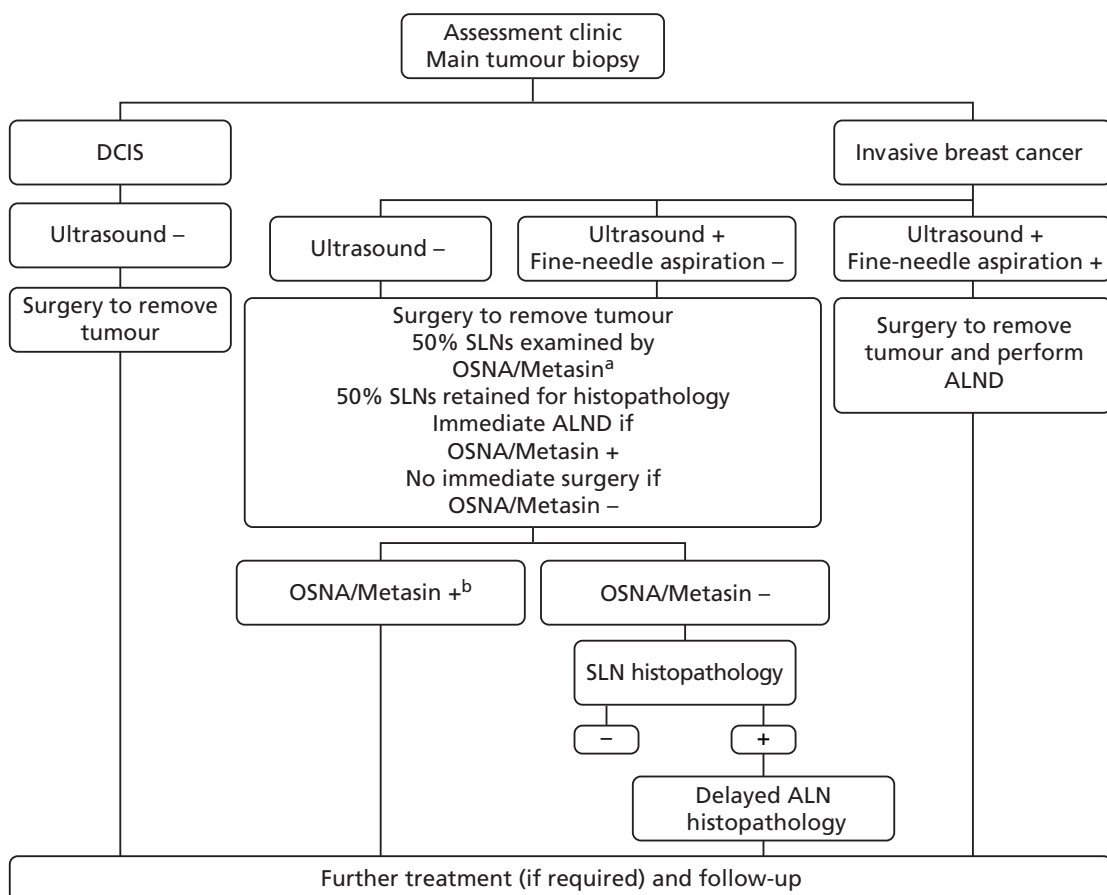 Assessment clinic
Main tumour biopsy
DCIS
Invasive breast cancer
Ultrasound –
Ultrasound –
Ultrasound +
Fine-needle aspiration –
Ultrasound +
Fine-needle aspiration +
Surgery to remove
tumour
Surgery to remove tumour
50% SLNs examined by
OSNA/Metasinᵃ
50% SLNs retained for histopathology
Immediate ALND if
OSNA/Metasin +
No immediate surgery if
OSNA/Metasin –
Surgery to remove
tumour and perform
ALND
OSNA/Metasin +ᵇ
OSNA/Metasin –
SLN histopathology
–
+
Delayed ALN
histopathology
Further treatment (if required) and follow-up